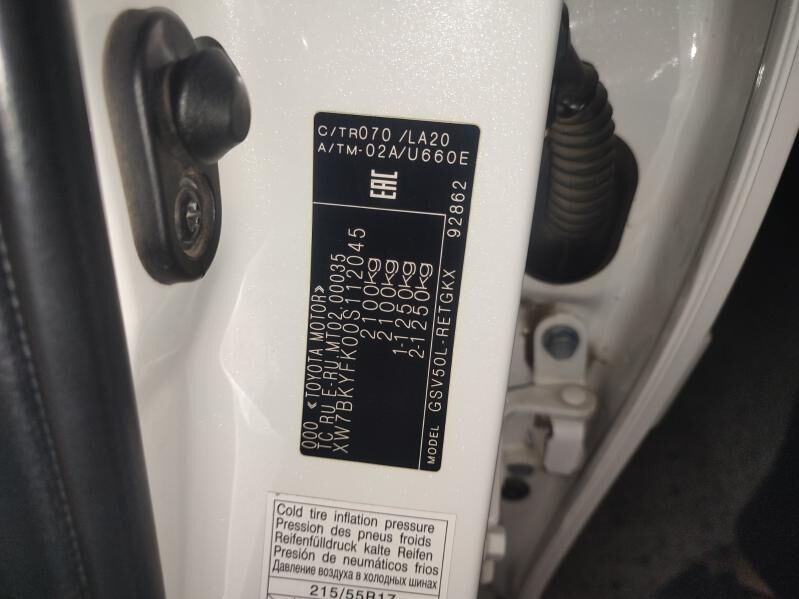 ООО «TOYOTA MOTOR»
TC RU E-RU.MT02.00035
XW7BKYFK00S112045
2100kg
2100kg
1-1250kg
2-1250kg
MODEL GSV50L-RETGKX 92862
EAC
C/TR070 /LA20
A/TM-02A/U660E
Cold tire inflation pressure
Pression des pneus froids
Reifenfülldruck kalte Reifen
Presión de neumáticos frios
Давление воздуха в холодных шинах
215/55R17